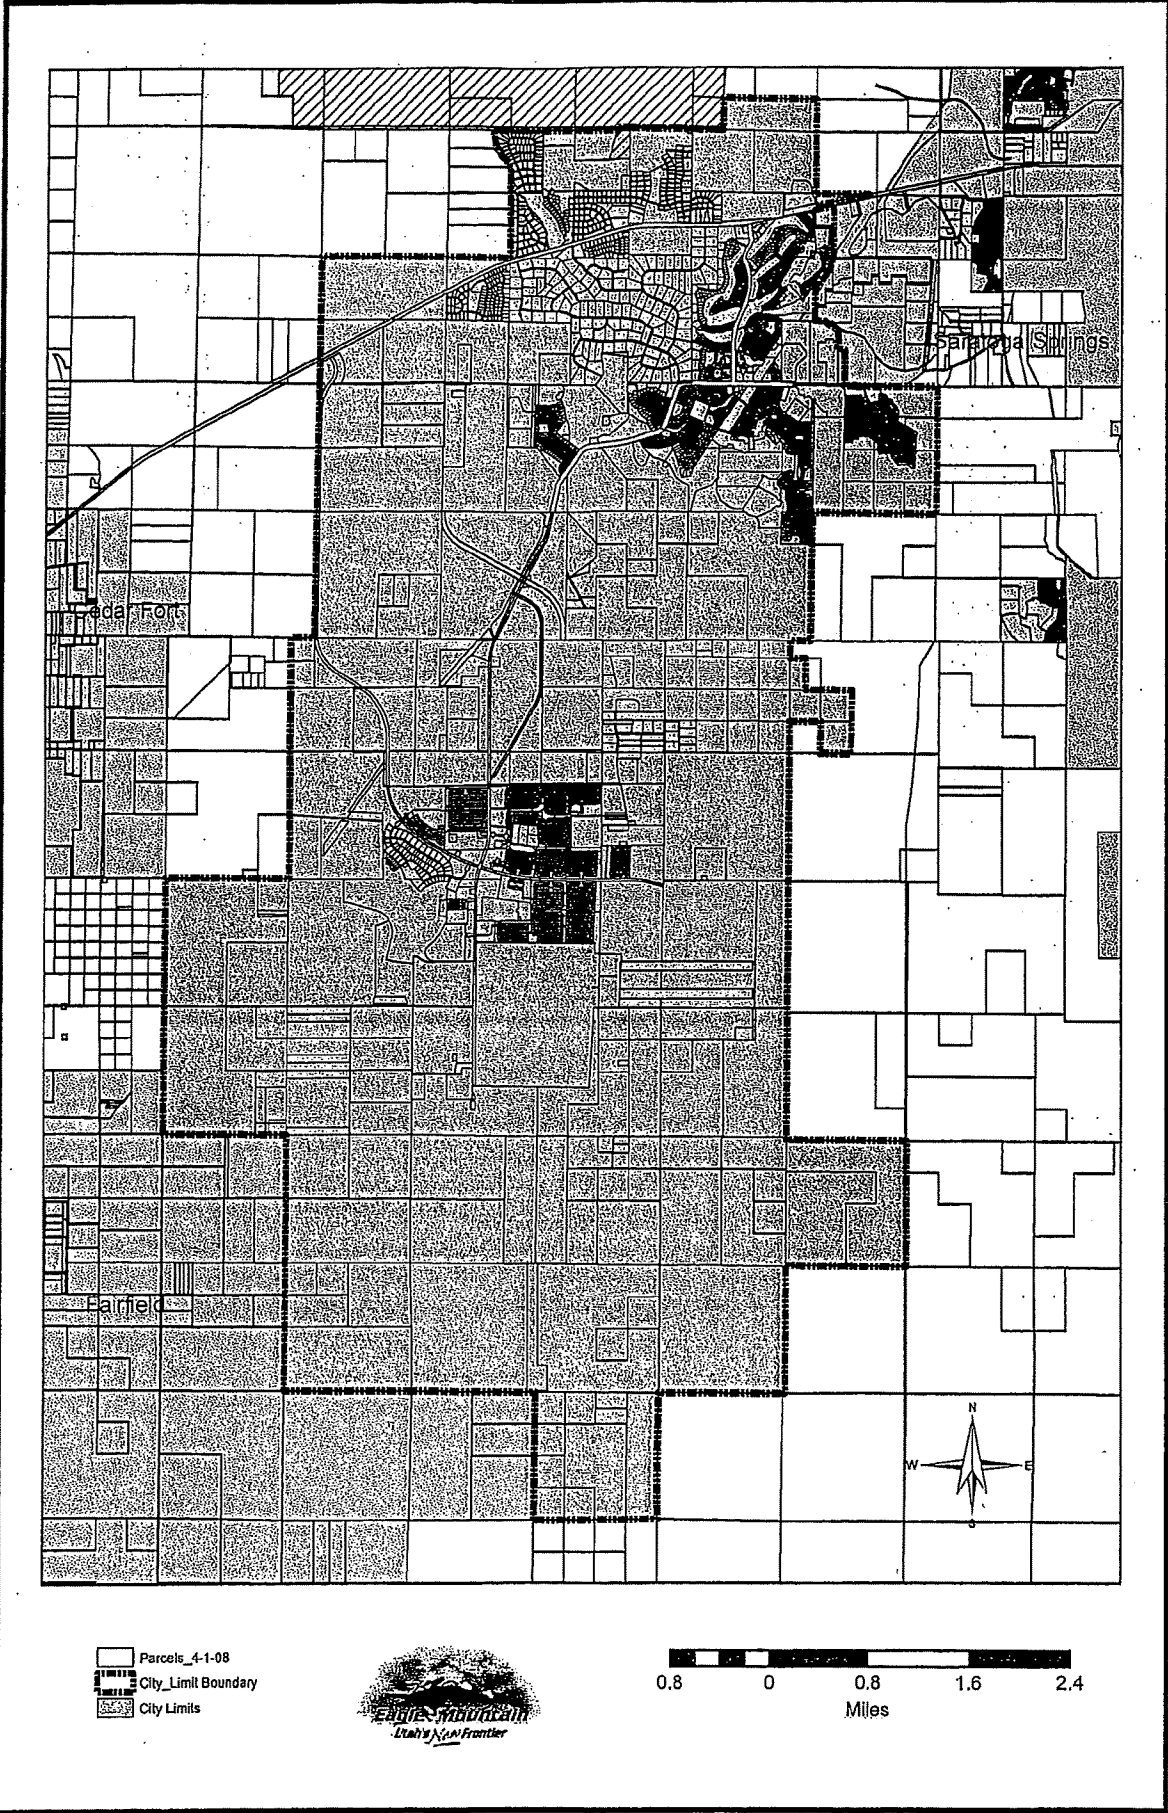 Saratoga Springs
edar Fort
Fairfield
N
W
E
S
Parcels_4-1-08
City_Limit Boundary
City Limits
Eagle Mountain
Utah's New Frontier
0.8 0 0.8 1.6 2.4
Miles